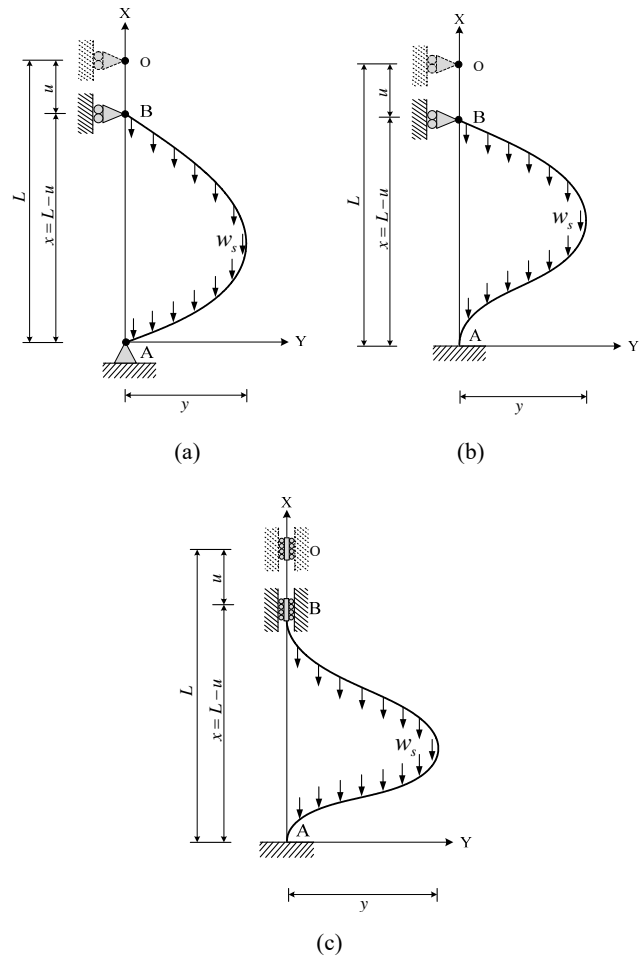 X
O
u
B
L
x = L – u
w_s
A
Y
y
(a)
X
O
u
B
L
x = L – u
w_s
A
Y
y
(b)
X
O
u
B
L
x = L – u
w_s
A
Y
y
(c)